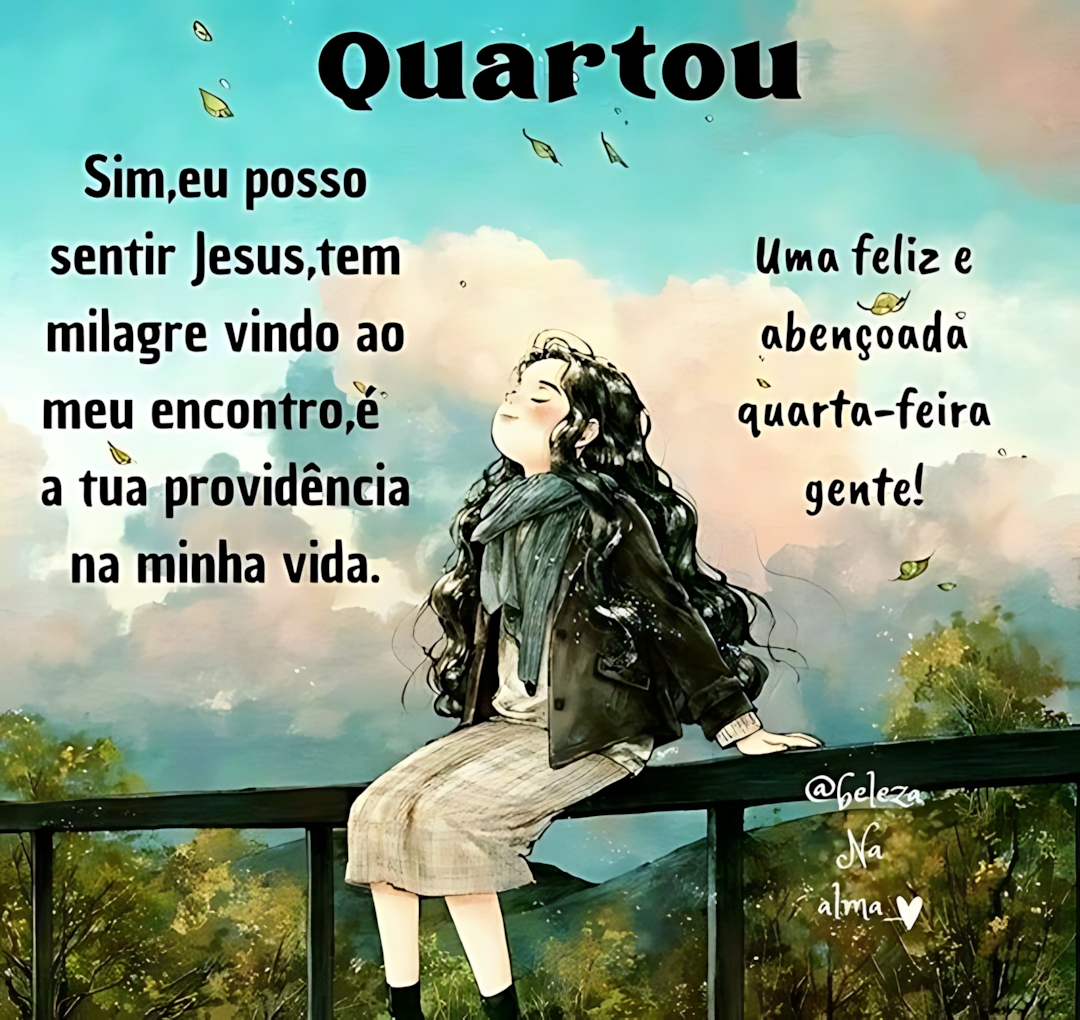 Quartou
Sim,eu posso
sentir Jesus,tem
milagre vindo ao
meu encontro,é
a tua providência
na minha vida.
Uma feliz e
abençoada
quarta-feira
gente!
@beleza
Na
alma